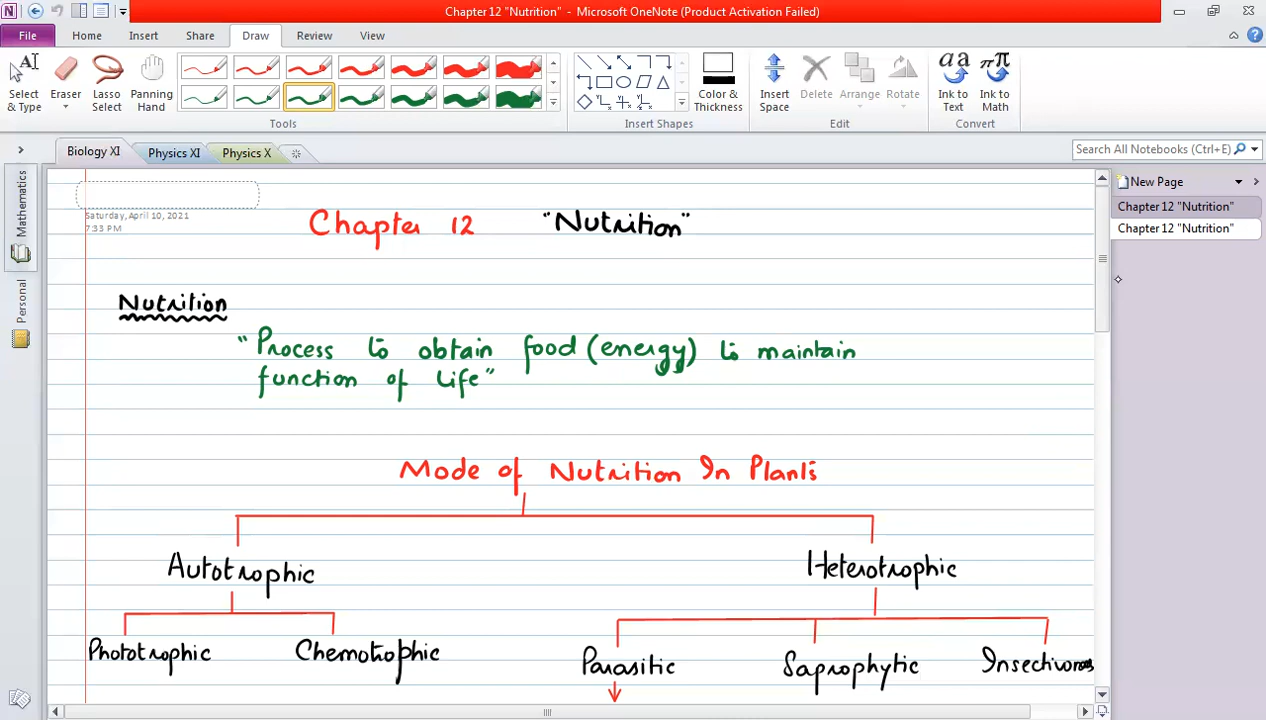 Chapter 12 "Nutrition" - Microsoft OneNote (Product Activation Failed)
File Home Insert Share Draw Review View
Select & Type
Eraser
Lasso Select
Panning Hand
Color & Thickness
Insert Space
Delete
Arrange
Rotate
Ink to Text
Ink to Math
Tools Insert Shapes Edit Convert
Biology XI Physics XI Physics X
Search All Notebooks (Ctrl+E)
Mathematics
Personal
New Page
Chapter 12 "Nutrition"
Chapter 12 "Nutrition"
Saturday, April 10, 2021
7:33 PM
Chapter 12 "Nutrition"
Nutrition
"Process to obtain food (energy) to maintain
function of life"
Mode of Nutrition In Plants
Autotrophic Heterotrophic
Phototrophic Chemotrophic Parasitic Saprophytic Insectivoros